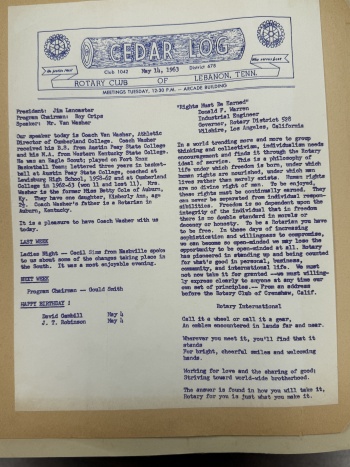 He profits most
Who serves best
CEDAR LOG
Club 1042
May 14, 1963
District 678
ROTARY CLUB OF LEBANON, TENN.
MEETINGS TUESDAY, 12:30 P.M. — ARCADE BUILDING
President: Jim Lancaster
Program Chairman: Roy Crips
Speaker: Mr. Van Washer
Our speaker today is Coach Van Washer, Athletic
Director of Cumberland College. Coach Washer
received his B.S. from Austin Peay State College
and his M.A. from Western Kentucky State College.
was an Eagle Scout; played on Fort Knox
Basketball Team; lettered three years in basket-
ball at Austin Peay State College, coached at
Lewisburg High School, 1958-62 and at Cumberland
College in 1962-63 (won 11 and lost 11). Mrs.
Washer is the former Miss Betty Cole of Auburn,
Ky. They have one daughter, Kimberly Ann, age
Coach Washer's father is a Rotarian in
Auburn, Kentucky.
It is a pleasure to have Coach Washer with us
today.
LAST WEEK
Ladies Night -- Cecil Sims from Nashville spoke
to us about some of the changes taking place in
the South. It was a most enjoyable evening.
NEXT WEEK
Program Chairman -- Gould Smith
HAPPY BIRTHDAY !
David Gambill May 4
J. T. Robinson May 4
"Rights Must Be Earned"
Donald F. Warren
Industrial Engineer
Governor, Rotary District 528
Wilshire, Los Angeles, California
In a world trending more and more to group
thinking and collectivism, individualism needs
encouragement and finds it through the Rotary
ideal of service. This is a philosophy of
life under which freedom is born, under which
human rights are nourished, under which man
lives rather than merely exists. Human rights
are no divine right of man. To be enjoyed,
these rights must be continually earned. They
can never be separated from individual respon-
sibilities. Freedom is so dependent upon the
integrity of the individual that in freedom
there is no double standard in morals or
decency or honesty. To be a Rotarian you have
to be free. In these days of increasing
sophistication and willingness to compromise,
we can become so open-minded we may lose the
opportunity to be open-minded at all. Rotary
has pioneered in standing up and being counted
for what's good in personal, business,
community, and international life. We must
not now take it for granted --we must willing-
ly express clearly to anyone at any time our
own set of principles.-- From an address
before the Rotary Club of Crenshaw, Calif.
Rotary International
Call it a wheel or call it a gear,
An emblem encountered in lands far and near.
Wherever you meet it, you'll find that it
stands
For bright, cheerful smiles and welcoming
hands.
Working for love and the sharing of good;
Striving toward world-wide brotherhood.
The answer is found in how you will take it,
Rotary for you is just what you make it.